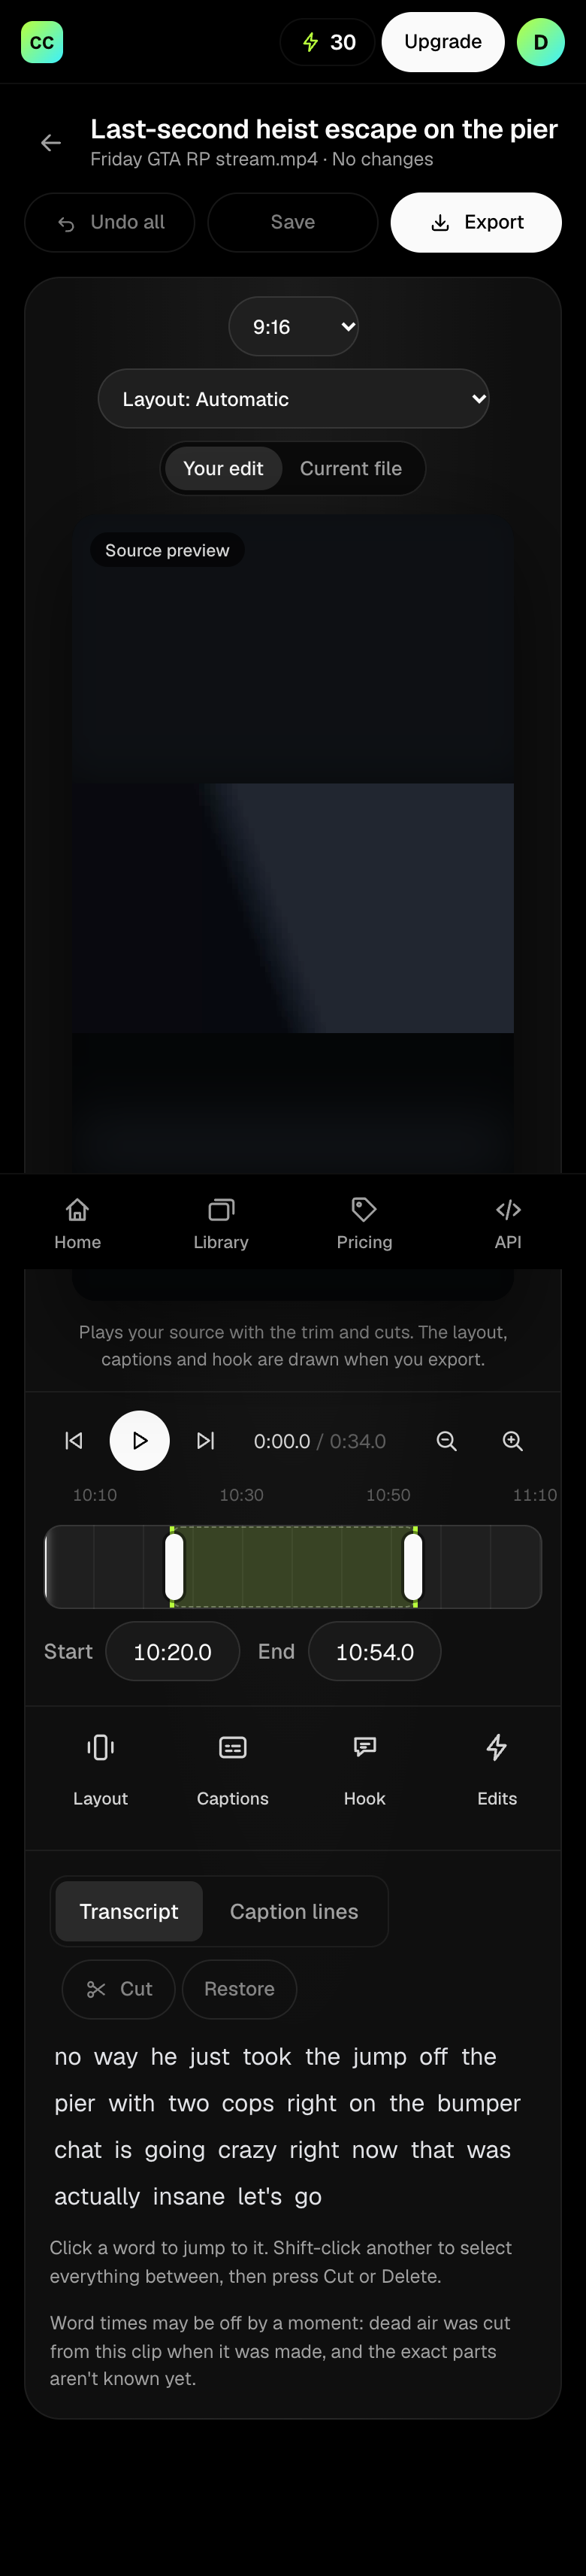 CC
30
Upgrade
D
Last-second heist escape on the pier
Friday GTA RP stream.mp4 · No changes
Undo all
Save
Export
9:16
Layout: Automatic
Your edit
Current file
Source preview
Home
Library
Pricing
API
Plays your source with the trim and cuts. The layout,
captions and hook are drawn when you export.
0:00.0 / 0:34.0
10:10
10:30
10:50
11:10
Start
10:20.0
End
10:54.0
Layout
Captions
Hook
Edits
Transcript
Caption lines
Cut
Restore
no way he just took the jump off the
pier with two cops right on the bumper
chat is going crazy right now that was
actually insane let's go
Click a word to jump to it. Shift-click another to select
everything between, then press Cut or Delete.
Word times may be off by a moment: dead air was cut
from this clip when it was made, and the exact parts
aren't known yet.